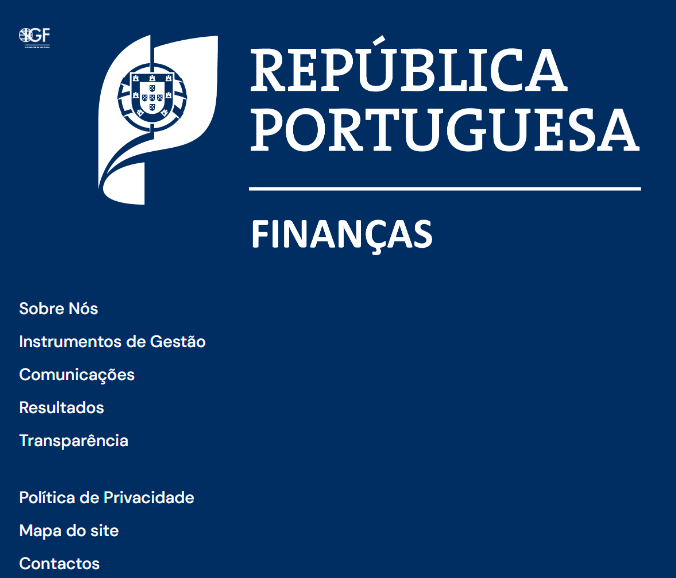 IGF
REPÚBLICA
PORTUGUESA
FINANÇAS
Sobre Nós
Instrumentos de Gestão
Comunicações
Resultados
Transparência
Política de Privacidade
Mapa do site
Contactos